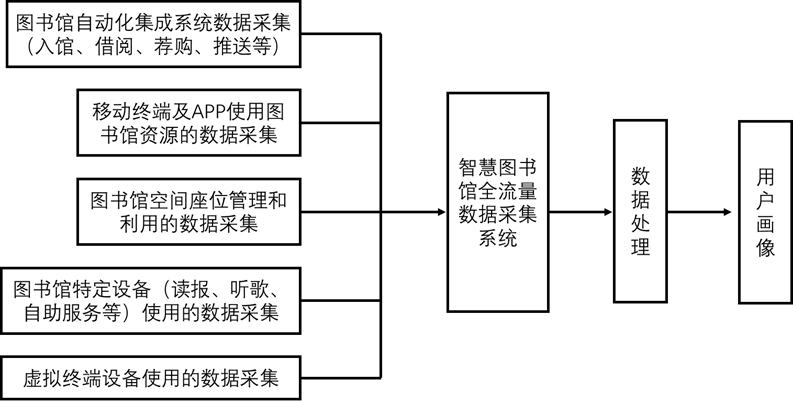 图书馆自动化集成系统数据采集
（入馆、借阅、荐购、推送等）
移动终端及APP使用图
书馆资源的数据采集
图书馆空间座位管理和
利用的数据采集
图书馆特定设备（读报、听歌、
自助服务等）使用的数据采集
虚拟终端设备使用的数据采集
智慧图书
馆全流量
数据采集
系统
数据处理
用户画像